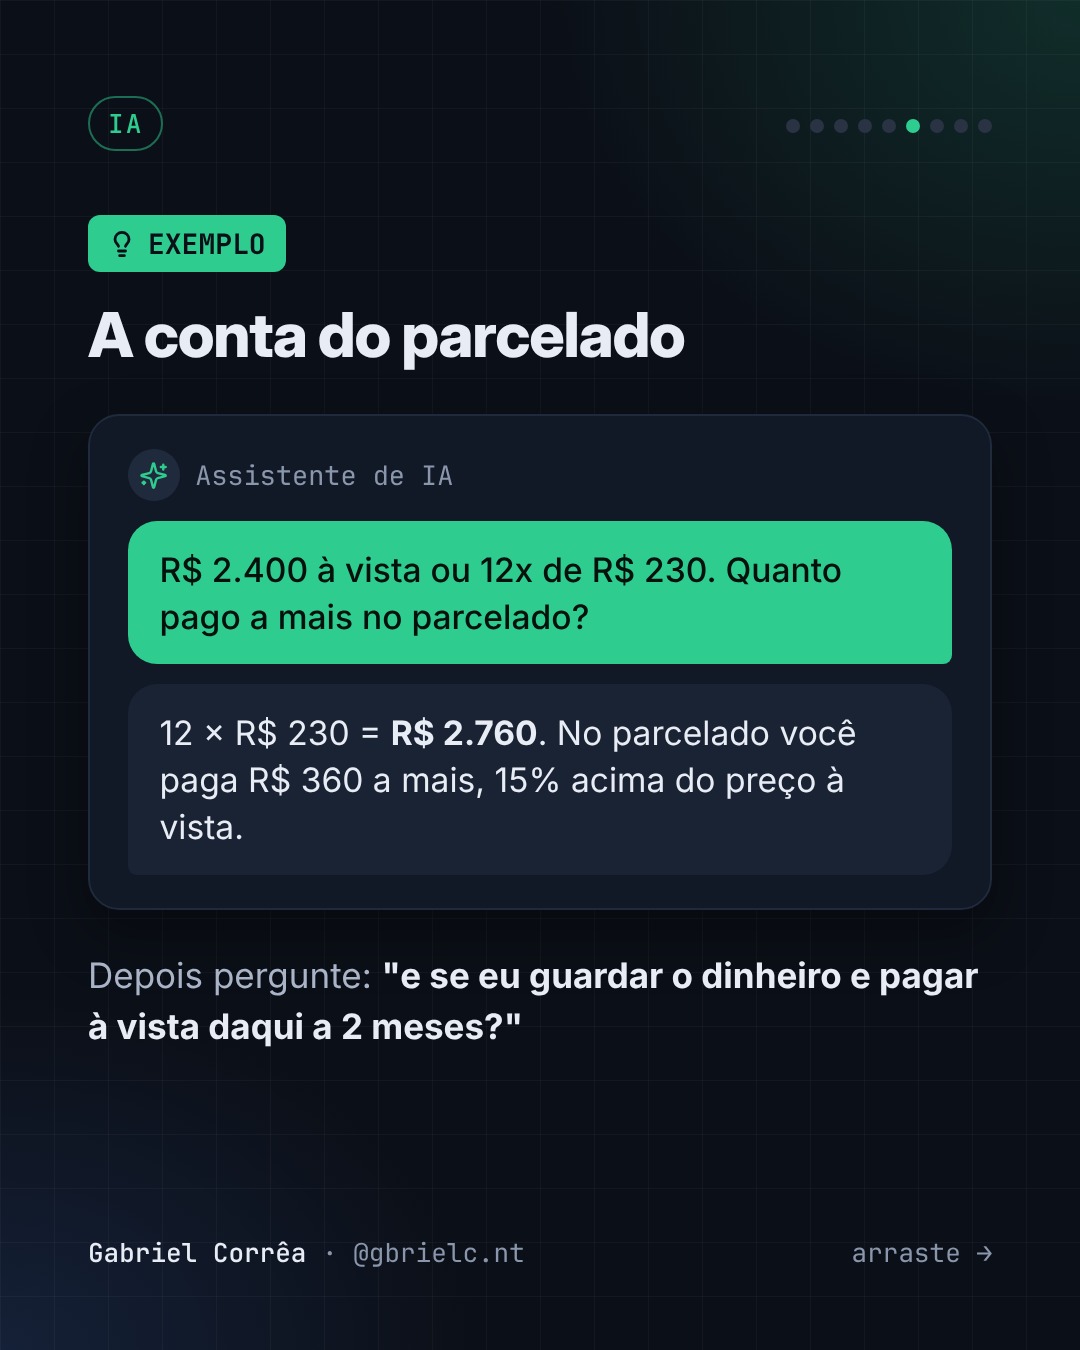 IA
EXEMPLO
A conta do parcelado
Assistente de IA
R$ 2.400 à vista ou 12x de R$ 230. Quanto
pago a mais no parcelado?
12 × R$ 230 = R$ 2.760. No parcelado você
paga R$ 360 a mais, 15% acima do preço à
vista.
Depois pergunte: "e se eu guardar o dinheiro e pagar
à vista daqui a 2 meses?"
Gabriel Corrêa · @gbrielc.nt
arraste →